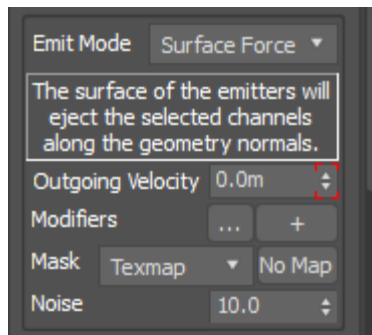 Emit Mode Surface Force
The surface of the emitters will
eject the selected channels
along the geometry normals.
Outgoing Velocity 0.0m
Modifiers ... +
Mask Texmap No Map
Noise 10.0